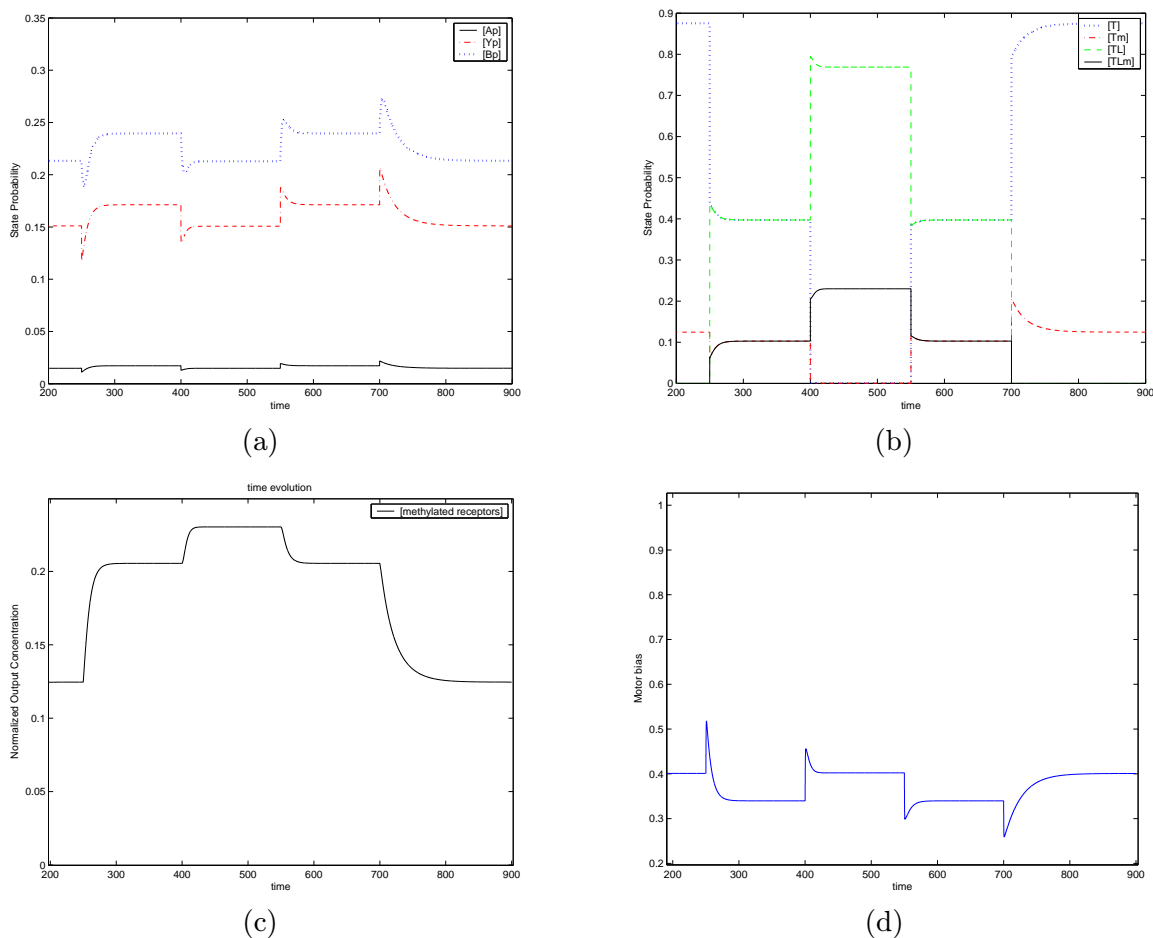 0.35
0.3
0.25
0.2
0.15
0.1
0.05
0
State Probability
[Ap]
[Yp]
[Bp]
200 300 400 500 600 700 800 900
time
(a)
0.9
0.8
0.7
0.6
0.5
0.4
0.3
0.2
0.1
0
State Probability
[T]
[Tm]
[TL]
[TLm]
200 300 400 500 600 700 800 900
time
(b)
time evolution
0.2
0.15
0.1
0.05
0
Normalized Output Concentration
[methylated receptors]
200 300 400 500 600 700 800 900
time
(c)
1
0.9
0.8
0.7
0.6
0.5
0.4
0.3
0.2
Motor bias
200 300 400 500 600 700 800 900
time
(d)